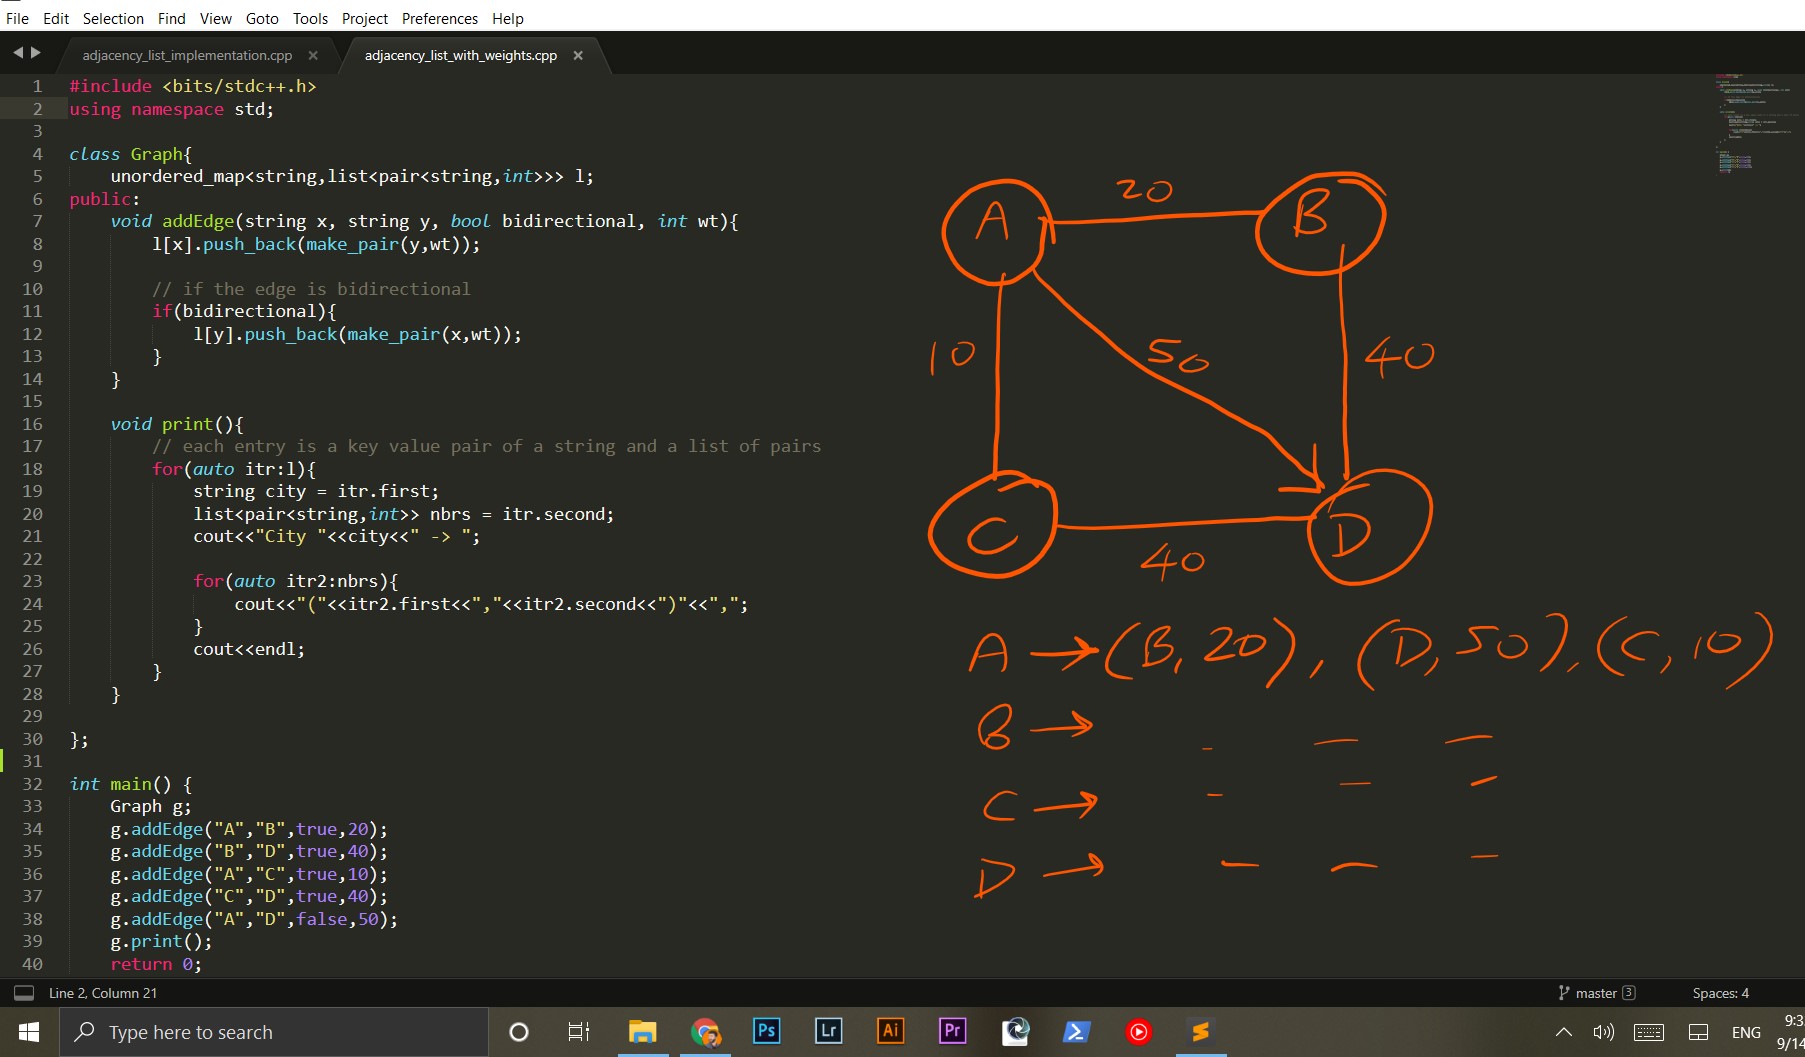 File Edit Selection Find View Goto Tools Project Preferences Help
adjacency_list_implementation.cpp × adjacency_list_with_weights.cpp ×
1 #include <bits/stdc++.h>
2 using namespace std;
3
4 class Graph{
5     unordered_map<string,list<pair<string,int>>> l;
6 public:
7     void addEdge(string x, string y, bool bidirectional, int wt){
8         l[x].push_back(make_pair(y,wt));
9
10         // if the edge is bidirectional
11         if(bidirectional){
12             l[y].push_back(make_pair(x,wt));
13         }
14     }
15
16     void print(){
17         // each entry is a key value pair of a string and a list of pairs
18         for(auto itr:l){
19             string city = itr.first;
20             list<pair<string,int>> nbrs = itr.second;
21             cout<<"City "<<city<<" -> ";
22
23             for(auto itr2:nbrs){
24                 cout<<"("<<itr2.first<<","<<itr2.second<<")"<<",";
25             }
26             cout<<endl;
27         }
28     }
29
30 };
31
32 int main() {
33     Graph g;
34     g.addEdge("A","B",true,20);
35     g.addEdge("B","D",true,40);
36     g.addEdge("A","C",true,10);
37     g.addEdge("C","D",true,40);
38     g.addEdge("A","D",false,50);
39     g.print();
40     return 0;
A 20 B
10 50 40
C 40 D
A → (B, 20), (D, 50), (C, 10)
B → - - -
C → - - -
D → - - -
Line 2, Column 21 master 3 Spaces: 4
Type here to search Ps Lr Ai Pr ENG
9:3
9/14